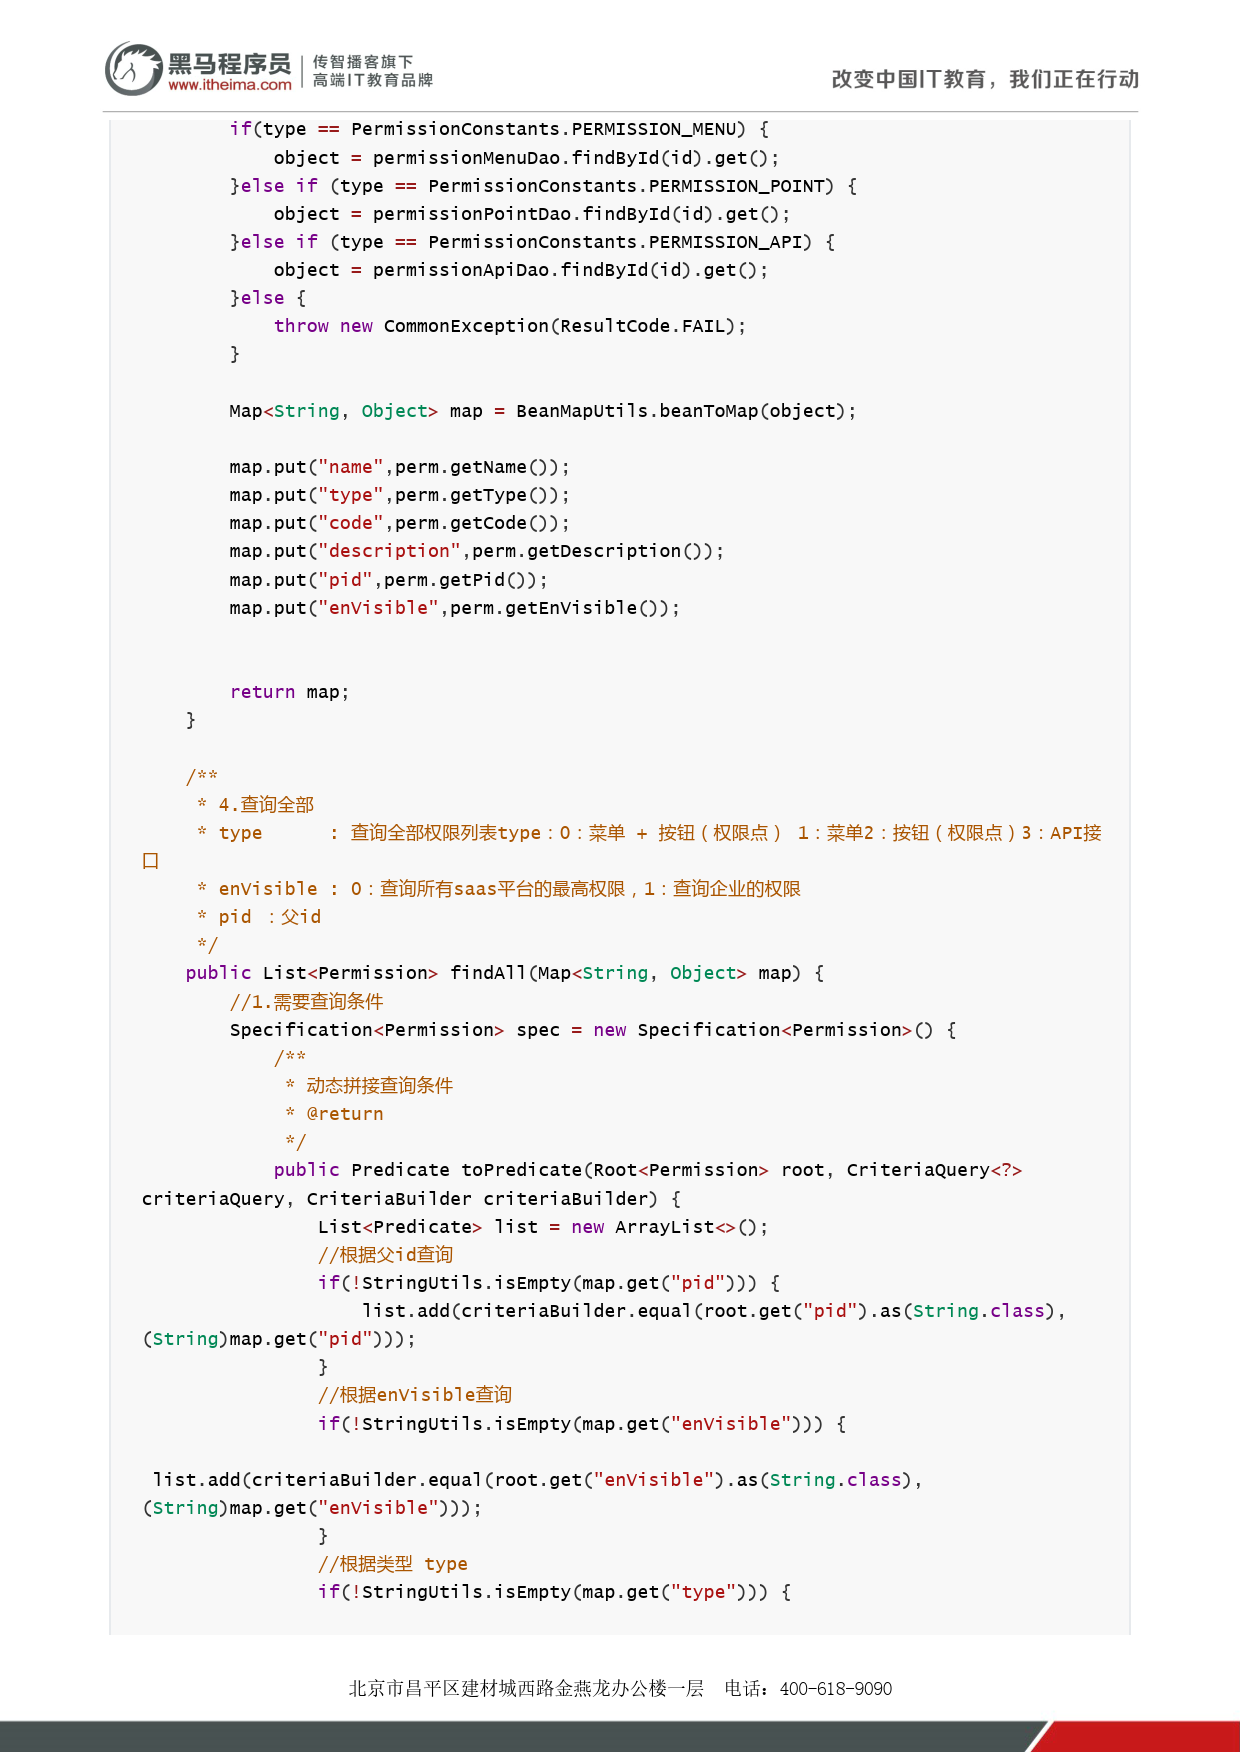 黑马程序员
www.itheima.com
传智播客旗下
高端IT教育品牌
改变中国IT教育，我们正在行动
        if(type == PermissionConstants.PERMISSION_MENU) {
            object = permissionMenuDao.findById(id).get();
        }else if (type == PermissionConstants.PERMISSION_POINT) {
            object = permissionPointDao.findById(id).get();
        }else if (type == PermissionConstants.PERMISSION_API) {
            object = permissionApiDao.findById(id).get();
        }else {
            throw new CommonException(ResultCode.FAIL);
        }
        Map<String, Object> map = BeanMapUtils.beanToMap(object);
        map.put("name",perm.getName());
        map.put("type",perm.getType());
        map.put("code",perm.getCode());
        map.put("description",perm.getDescription());
        map.put("pid",perm.getPid());
        map.put("enVisible",perm.getEnVisible());
        return map;
    }
    /**
     * 4.查询全部
     * type      : 查询全部权限列表type：0：菜单 + 按钮（权限点） 1：菜单2：按钮（权限点）3：API接
口
     * enVisible : 0：查询所有saas平台的最高权限，1：查询企业的权限
     * pid ：父id
     */
    public List<Permission> findAll(Map<String, Object> map) {
        //1.需要查询条件
        Specification<Permission> spec = new Specification<Permission>() {
            /**
             * 动态拼接查询条件
             * @return
             */
            public Predicate toPredicate(Root<Permission> root, CriteriaQuery<?>
criteriaQuery, CriteriaBuilder criteriaBuilder) {
                List<Predicate> list = new ArrayList<>();
                //根据父id查询
                if(!StringUtils.isEmpty(map.get("pid"))) {
                    list.add(criteriaBuilder.equal(root.get("pid").as(String.class),
(String)map.get("pid")));
                }
                //根据enVisible查询
                if(!StringUtils.isEmpty(map.get("enVisible"))) {
 list.add(criteriaBuilder.equal(root.get("enVisible").as(String.class),
(String)map.get("enVisible")));
                }
                //根据类型 type
                if(!StringUtils.isEmpty(map.get("type"))) {
北京市昌平区建材城西路金燕龙办公楼一层  电话：400-618-9090